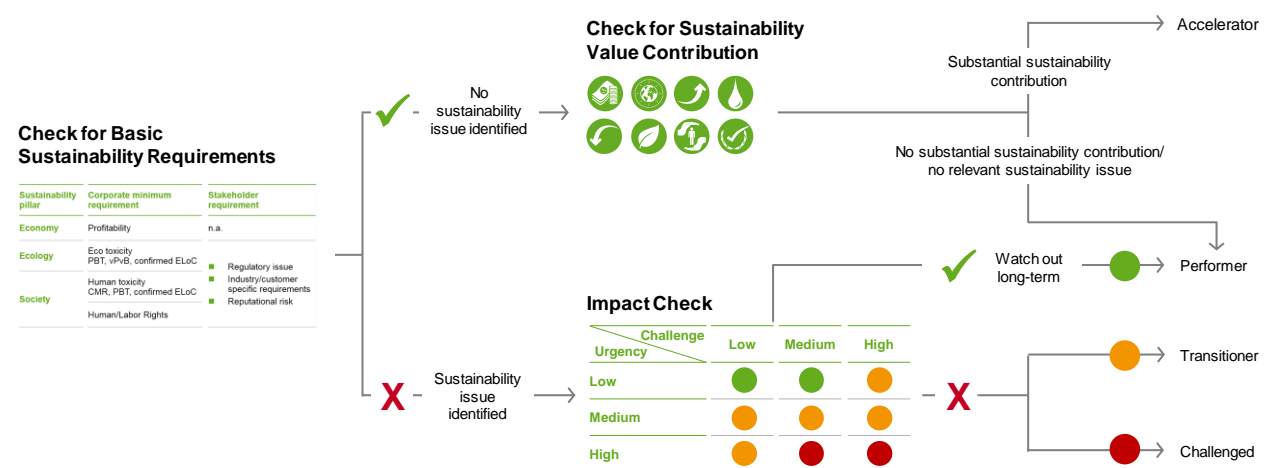 Check for Basic
Sustainability Requirements
Sustainability pillar
Corporate minimum requirement
Stakeholder requirement
Economy
Profitability
n.a.
Ecology
Eco toxicity
PBT, vPvB, confirmed ELoC
Society
Human toxicity
CMR, PBT, confirmed ELoC
Human/Labor Rights
Regulatory issue
Industry/customer
specific requirements
Reputational risk
No
sustainability
issue identified
Sustainability
issue
identified
Check for Sustainability
Value Contribution
Substantial sustainability
contribution
No substantial sustainability contribution/
no relevant sustainability issue
Accelerator
Impact Check
Challenge
Urgency
Low
Medium
High
Low
Medium
High
Watch out
long-term
Performer
X
X
Transitioner
Challenged